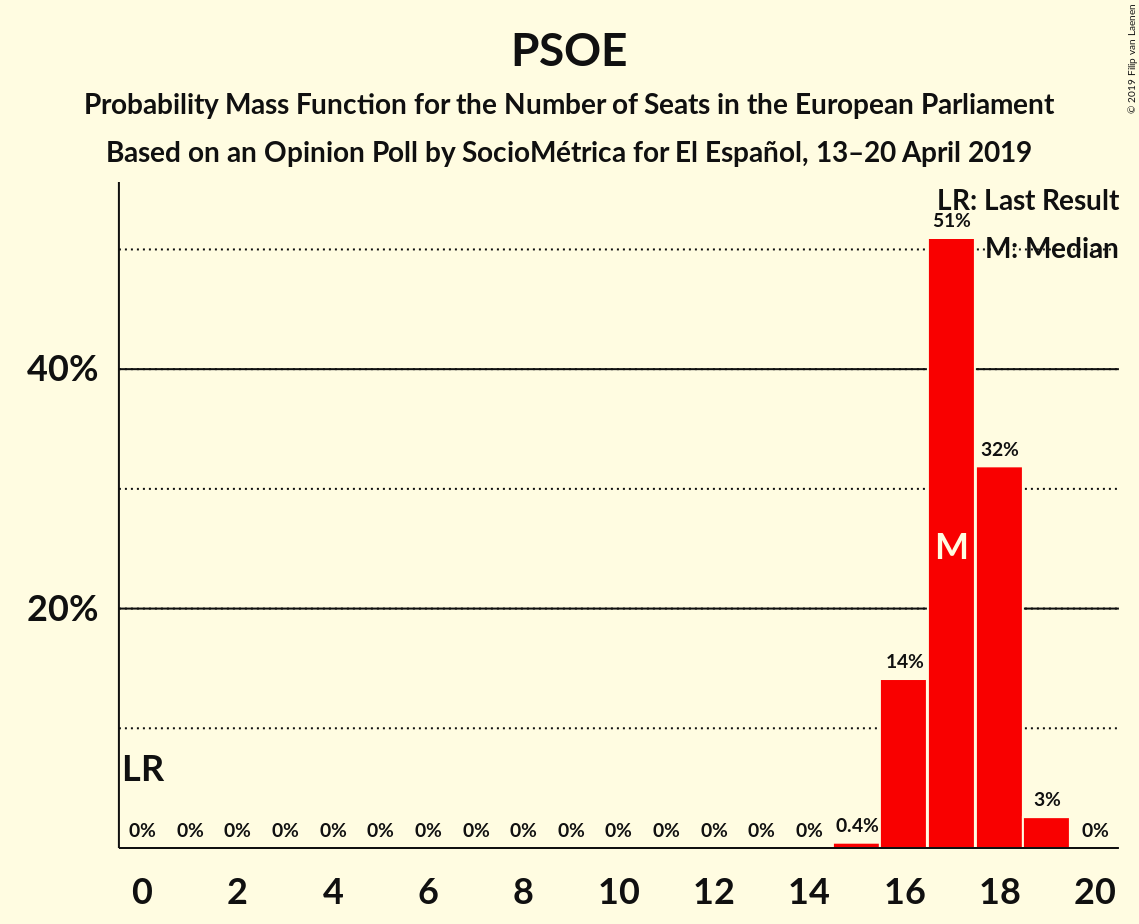 PSOE
Probability Mass Function for the Number of Seats in the European Parliament
Based on an Opinion Poll by SocioMétrica for El Español, 13–20 April 2019
© 2019 Filip van Laenen
LR: Last Result
M: Median
51%
40%
32%
M
20%
14%
LR
0% 0% 0% 0% 0% 0% 0% 0% 0% 0% 0% 0% 0% 0% 0% 0.4% 3% 0%
0 2 4 6 8 10 12 14 16 18 20